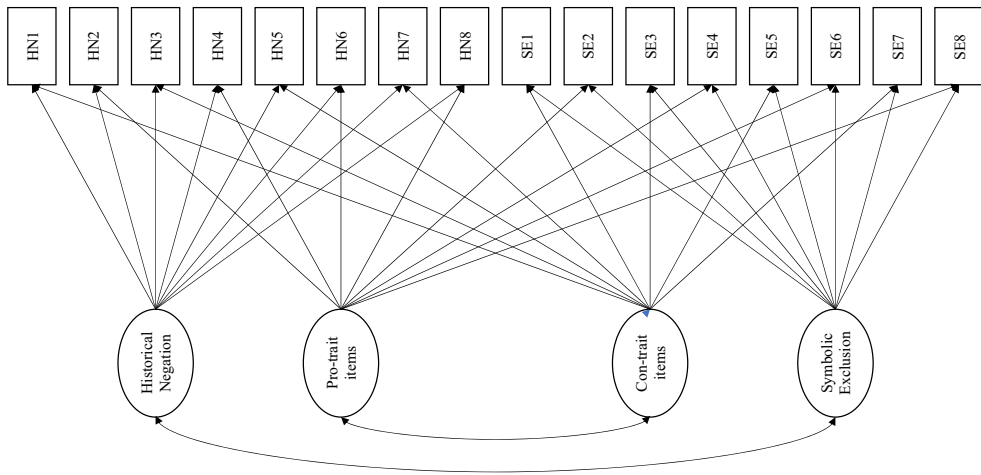 HN1
HN2
HN3
HN4
HN5
HN6
HN7
HN8
SE1
SE2
SE3
SE4
SE5
SE6
SE7
SE8
Historical
Negation
Pro-trait
items
Con-trait
items
Symbolic
Exclusion